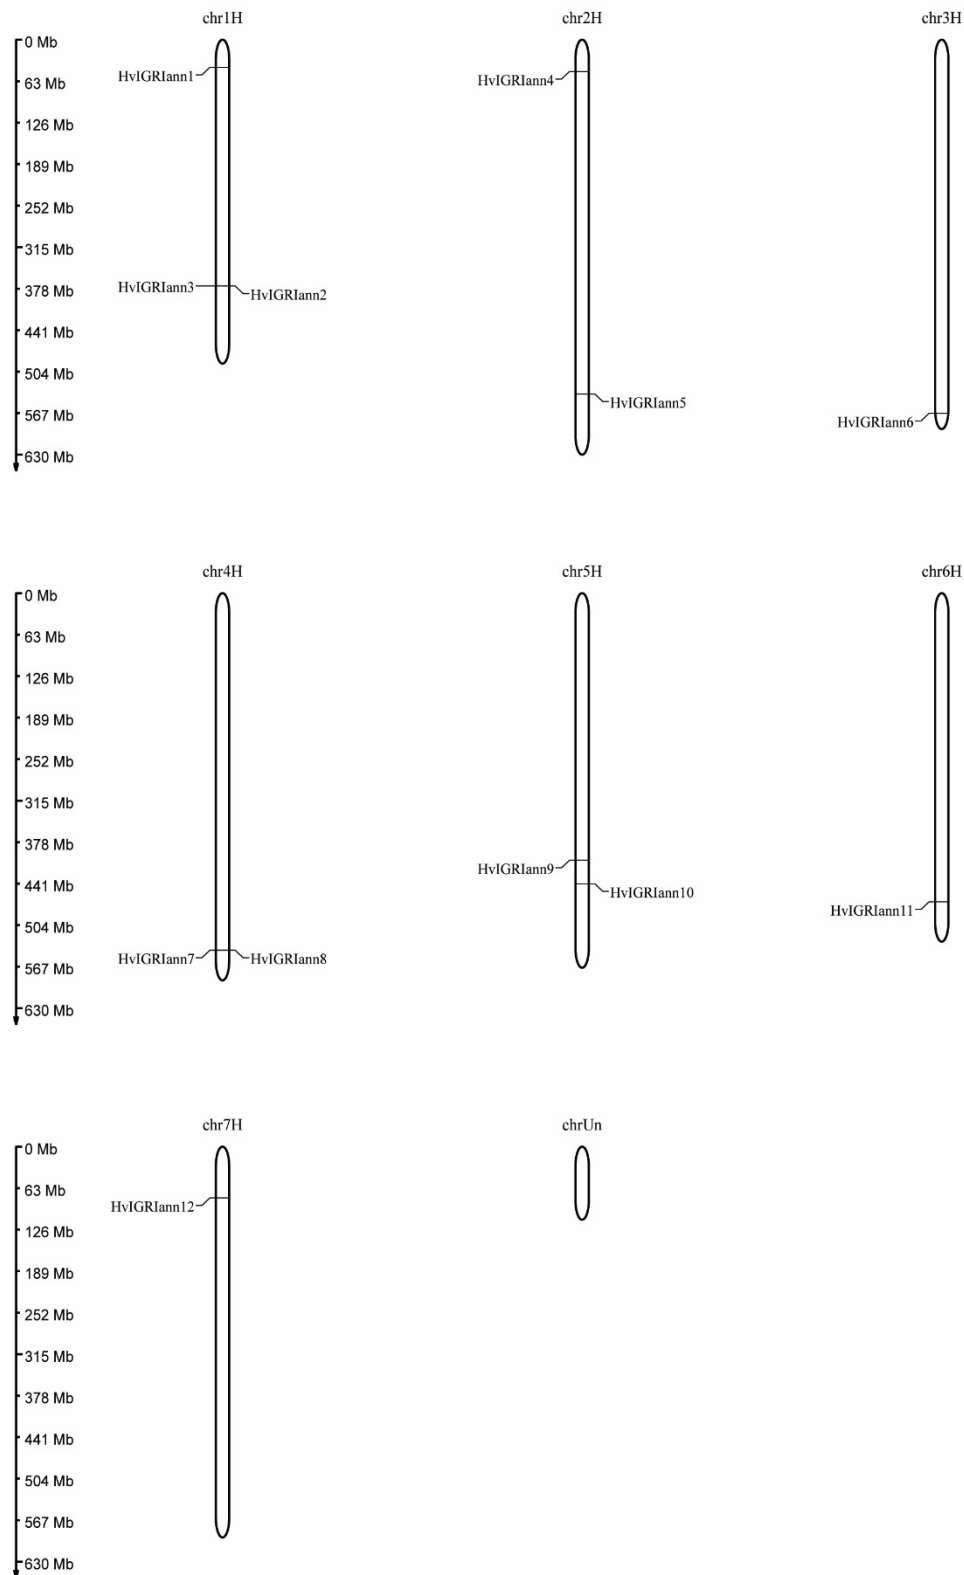 chr1H
chr2H
chr3H
0 Mb
63 Mb
126 Mb
189 Mb
252 Mb
315 Mb
378 Mb
441 Mb
504 Mb
567 Mb
630 Mb
HvIGRIann1
HvIGRIann3
HvIGRIann2
HvIGRIann4
HvIGRIann5
HvIGRIann6
chr4H
chr5H
chr6H
0 Mb
63 Mb
126 Mb
189 Mb
252 Mb
315 Mb
378 Mb
441 Mb
504 Mb
567 Mb
630 Mb
HvIGRIann7
HvIGRIann8
HvIGRIann9
HvIGRIann10
HvIGRIann11
chr7H
chrUn
0 Mb
63 Mb
126 Mb
189 Mb
252 Mb
315 Mb
378 Mb
441 Mb
504 Mb
567 Mb
630 Mb
HvIGRIann12